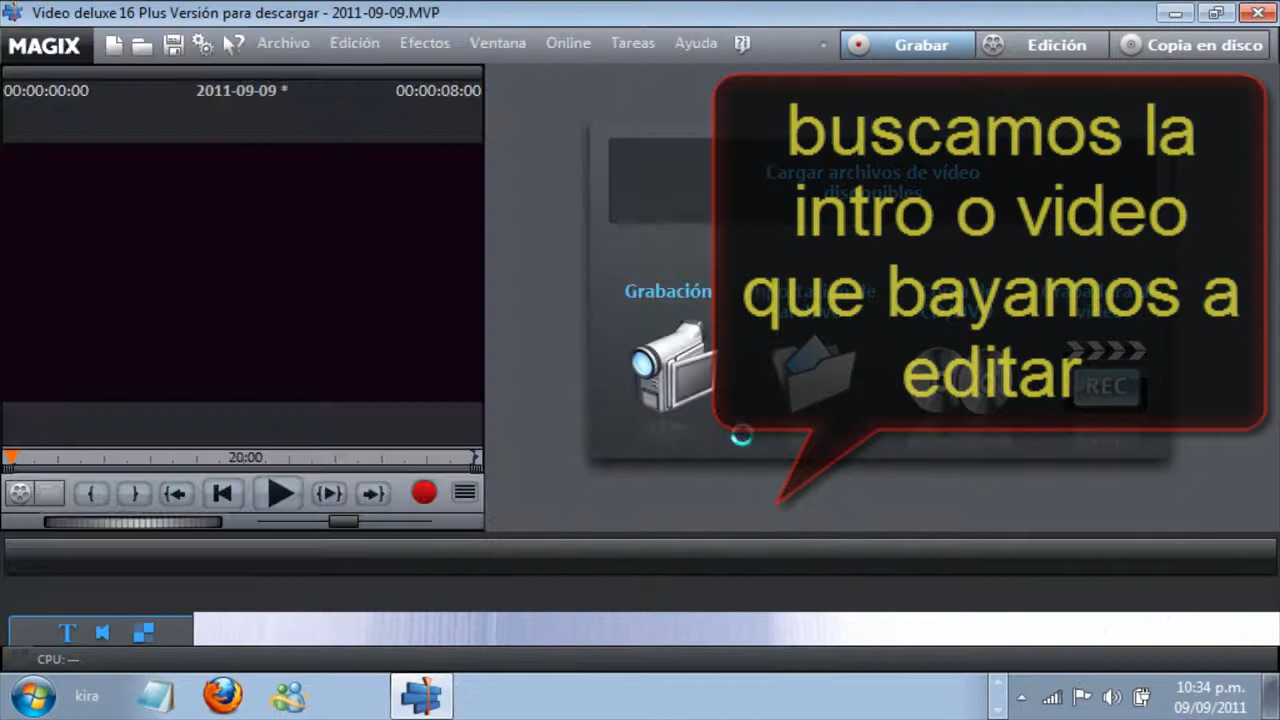 Video deluxe 16 Plus Versión para descargar - 2011-09-09.MVP
MAGIX
Archivo Edición Efectos Ventana Online Tareas Ayuda
Grabar Edición Copia en disco
00:00:00:00 2011-09-09 * 00:00:08:00
buscamos la
intro o video
que bayamos a
editar
Cargar archivos de vídeo
disponibles
Grabación
REC
20:00
T
CPU: —
kira
10:34 p.m.
09/09/2011